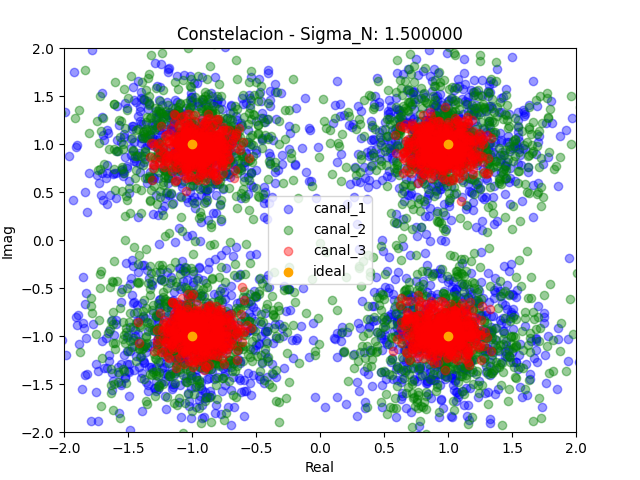 Constelacion - Sigma_N: 1.500000
2.0
1.5
1.0
0.5
0.0
−0.5
−1.0
−1.5
−2.0
Imag
canal_1
canal_2
canal_3
ideal
−2.0 −1.5 −1.0 −0.5 0.0 0.5 1.0 1.5 2.0
Real